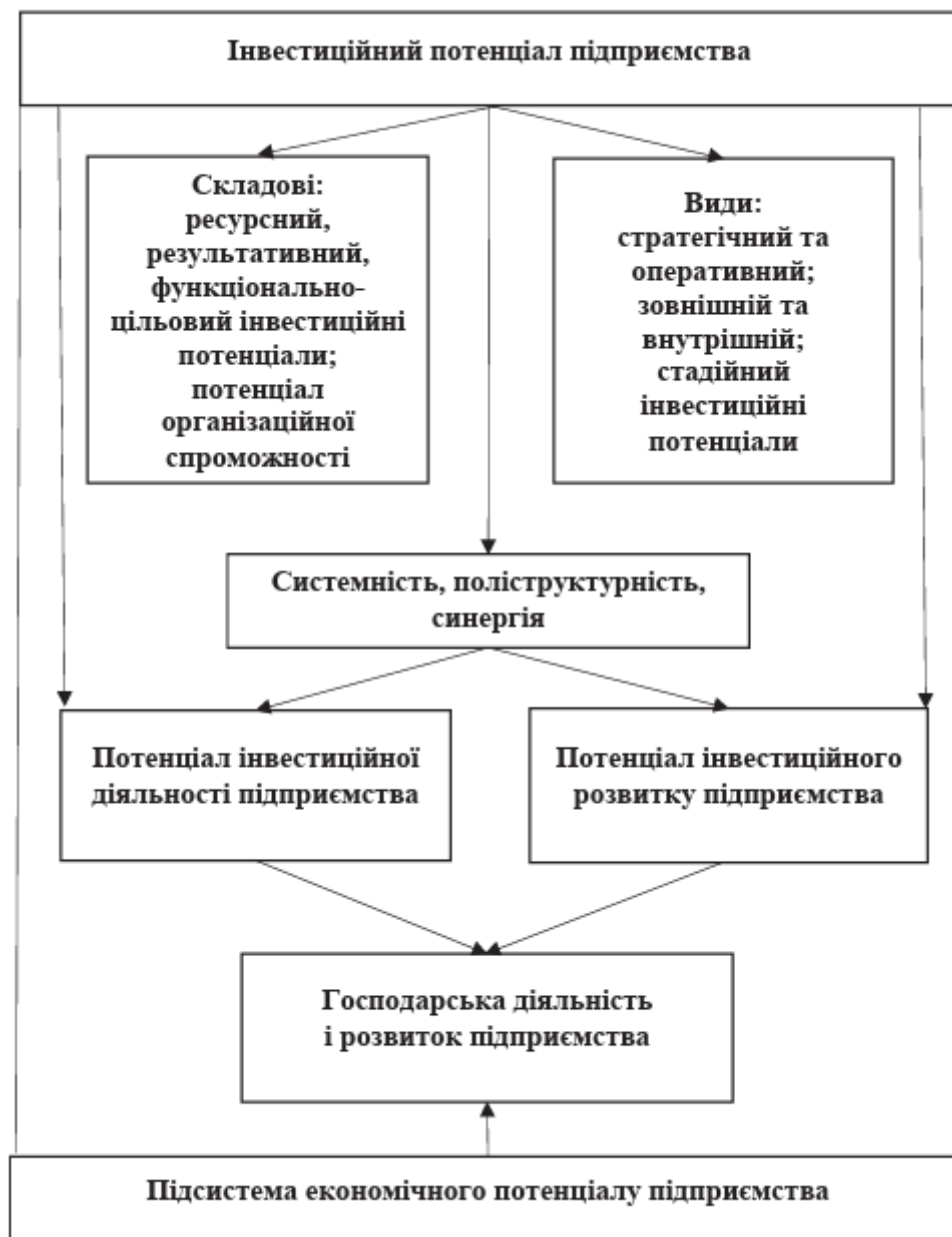 Інвестиційний потенціал підприємства
Складові:
ресурсний,
результативний,
функціонально-
цільовий інвестиційні
потенціали;
потенціал
організаційної
спроможності
Види:
стратегічний та
оперативний;
зовнішній та
внутрішній;
стадійний
інвестиційні
потенціали
Системність, поліструктурність,
синергія
Потенціал інвестиційної
діяльності підприємства
Потенціал інвестиційного
розвитку підприємства
Господарська діяльність
і розвиток підприємства
Підсистема економічного потенціалу підприємства